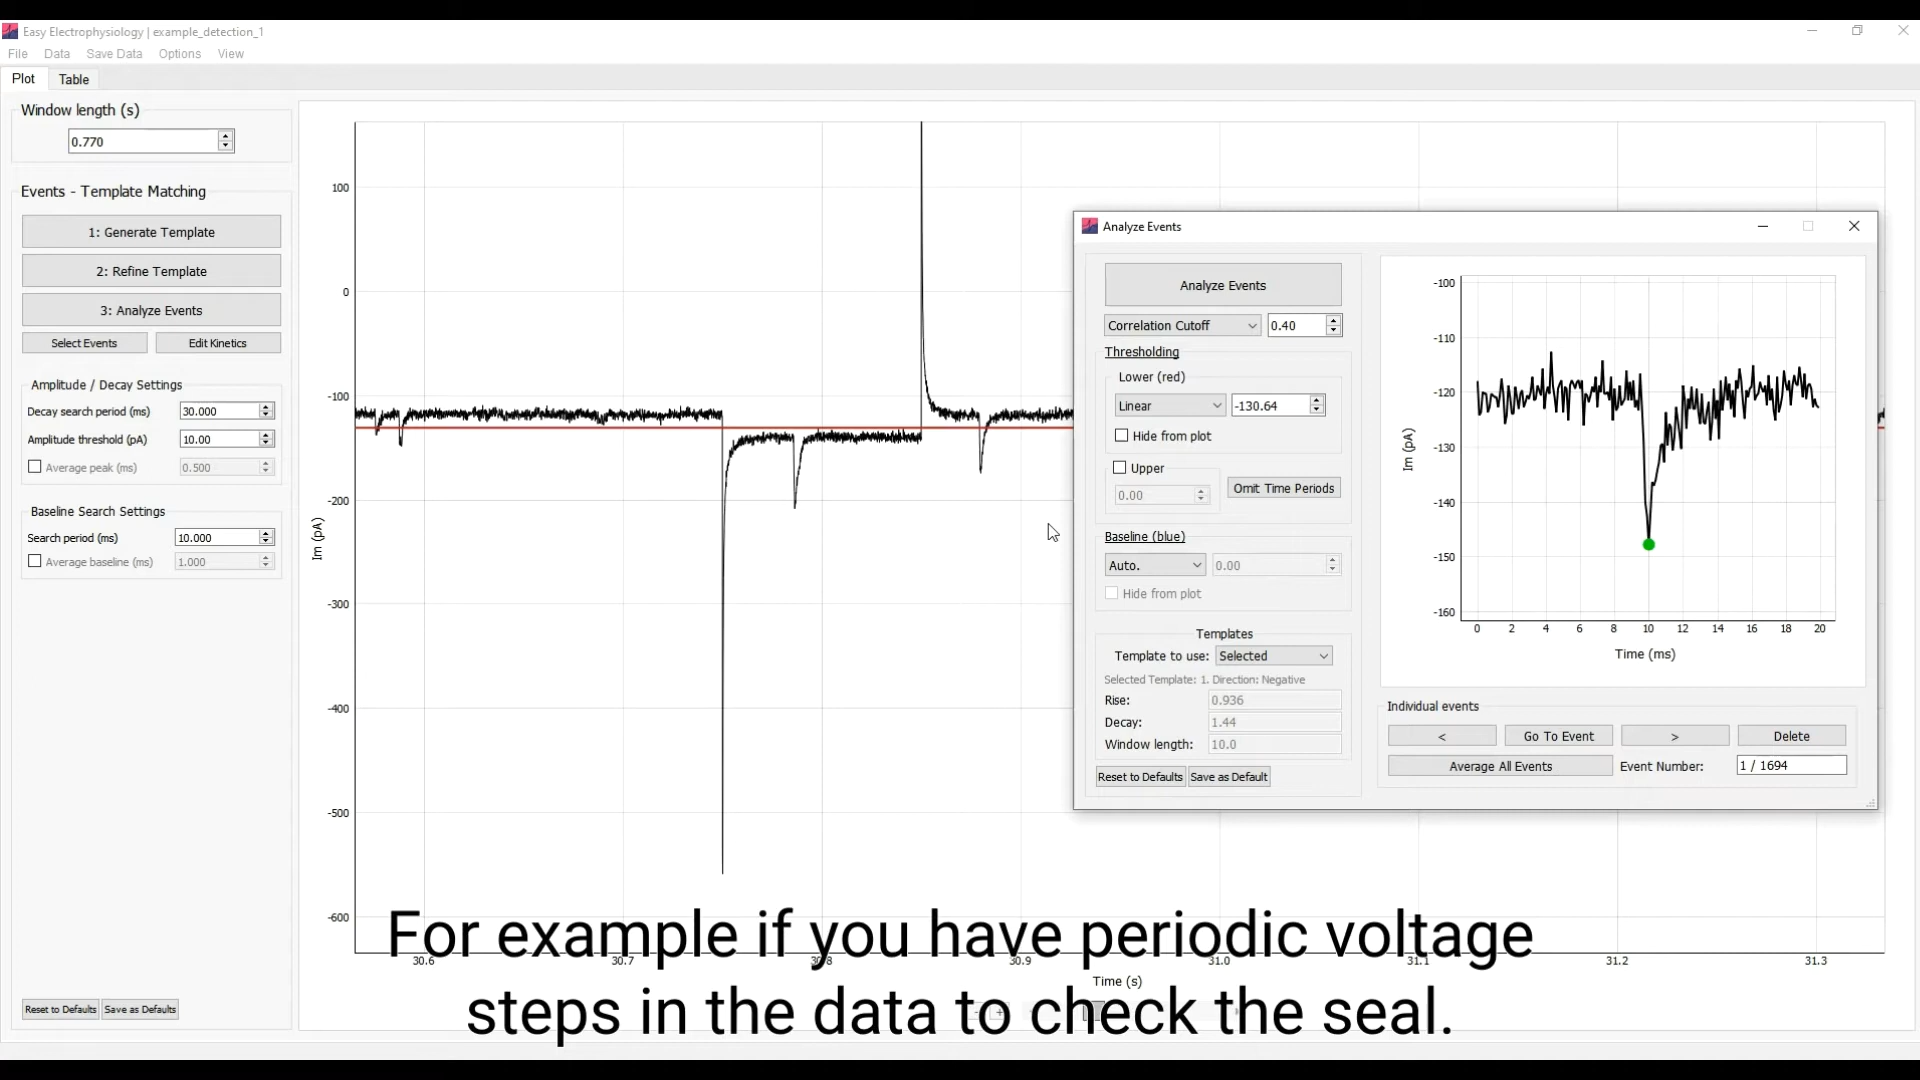 Easy Electrophysiology | example_detection_1
File Data Save Data Options View
Plot Table
Window length (s)
0.770
Events - Template Matching
1: Generate Template
2: Refine Template
3: Analyze Events
Select Events Edit Kinetics
Amplitude / Decay Settings
Decay search period (ms) 30.000
Amplitude threshold (pA) 10.00
Average peak (ms) 0.500
Baseline Search Settings
Search period (ms) 10.000
Average baseline (ms) 1.000
Reset to Defaults Save as Defaults
100
0
-100
-200
-300
-400
-500
-600
Im (pA)
30.6 30.7 30.8 30.9 31.0 31.1 31.2 31.3
Time (s)
Analyze Events
Analyze Events
Correlation Cutoff 0.40
Thresholding
Lower (red)
Linear -130.64
Hide from plot
Upper
0.00 Omit Time Periods
Baseline (blue)
Auto. 0.00
Hide from plot
Templates
Template to use: Selected
Selected Template: 1. Direction: Negative
Rise: 0.936
Decay: 1.44
Window length: 10.0
Reset to Defaults Save as Default
-100
-110
-120
-130
-140
-150
-160
Im (pA)
0 2 4 6 8 10 12 14 16 18 20
Time (ms)
Individual events
< Go To Event > Delete
Average All Events Event Number: 1 / 1694
For example if you have periodic voltage
steps in the data to check the seal.